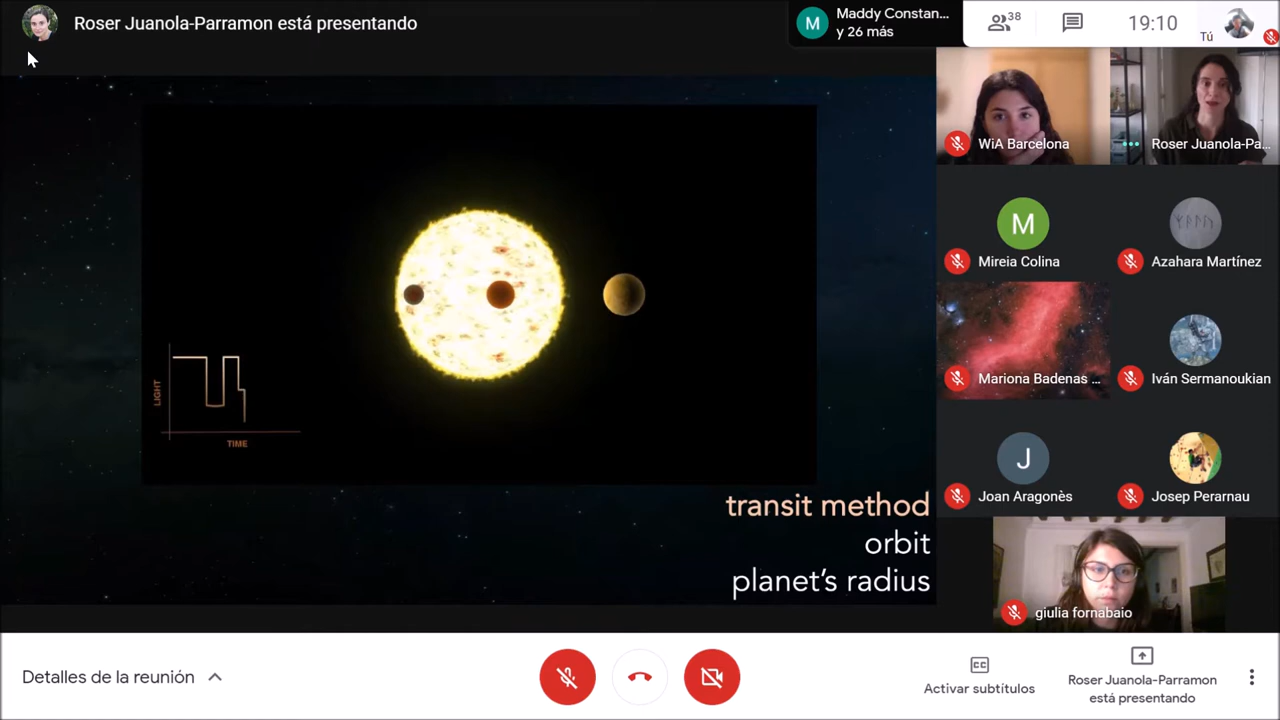 Roser Juanola-Parramon está presentando
M
Maddy Constan...
y 26 más
38
19:10
Tú
WiA Barcelona
Roser Juanola-Pa...
M
Mireia Colina
Azahara Martínez
Mariona Badenas ...
Iván Sermanoukian
J
Joan Aragonès
Josep Perarnau
giulia fornabaio
LIGHT
TIME
transit method
orbit
planet's radius
Detalles de la reunión
CC
Activar subtítulos
Roser Juanola-Parramon
está presentando